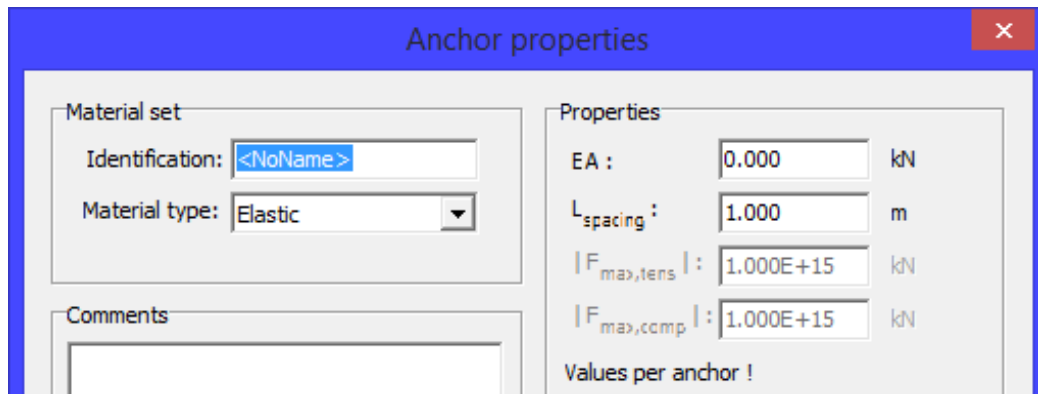 Anchor properties
Material set
Identification: <NoName>
Material type: Elastic
Comments
Properties
EA : 0.000 kN
Lspacing : 1.000 m
|Fmax,tens| : 1.000E+15 kN
|Fmax,comp| : 1.000E+15 kN
Values per anchor !